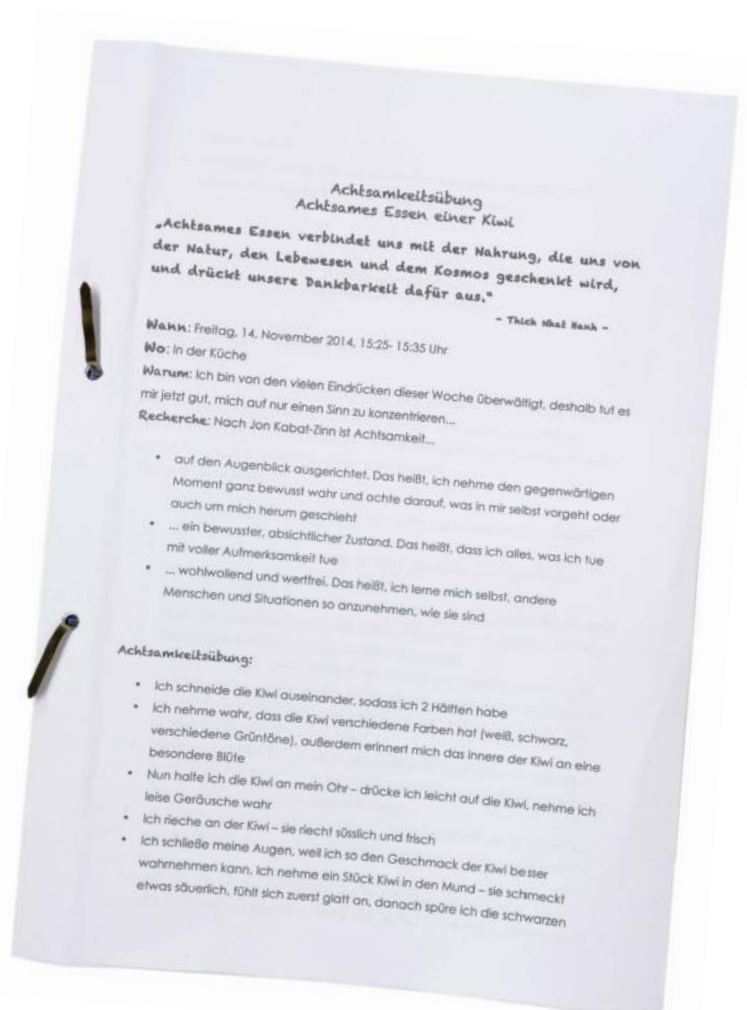 Achtsamkeitsübung
Achtsames Essen einer Kiwi
„Achtsames Essen verbindet uns mit der Nahrung, die uns von
der Natur, den Lebewesen und dem Kosmos geschenkt wird,
und drückt unsere Dankbarkeit dafür aus.“
- Thich Nhat Hanh -
Wann: Freitag, 14. November 2014, 15:25- 15:35 Uhr
Wo: In der Küche
Warum: Ich bin von den vielen Eindrücken dieser Woche überwältigt, deshalb tut es
mir jetzt gut, mich auf nur einen Sinn zu konzentrieren...
Recherche: Nach Jon Kabat-Zinn ist Achtsamkeit...
• auf den Augenblick ausgerichtet. Das heißt, ich nehme den gegenwärtigen
Moment ganz bewusst wahr und achte darauf, was in mir selbst vorgeht oder
auch um mich herum geschieht
• ... ein bewusster, absichtlicher Zustand. Das heißt, dass ich alles, was ich tue
mit voller Aufmerksamkeit tue
• ... wohlwollend und wertfrei. Das heißt, ich lerne mich selbst, andere
Menschen und Situationen so anzunehmen, wie sie sind
Achtsamkeitsübung:
• Ich schneide die Kiwi auseinander, sodass ich 2 Hälften habe
• Ich nehme wahr, dass die Kiwi verschiedene Farben hat (weiß, schwarz,
verschiedene Grüntöne), außerdem erinnert mich das Innere der Kiwi an eine
besondere Blüte
• Nun halte ich die Kiwi an mein Ohr – drücke ich leicht auf die Kiwi, nehme ich
leise Geräusche wahr
• Ich rieche an der Kiwi – sie riecht süsslich und frisch
• Ich schließe meine Augen, weil ich so den Geschmack der Kiwi besser
wahrnehmen kann. Ich nehme ein Stück Kiwi in den Mund – sie schmeckt
etwas säuerlich, fühlt sich zuerst glatt an, danach spüre ich die schwarzen